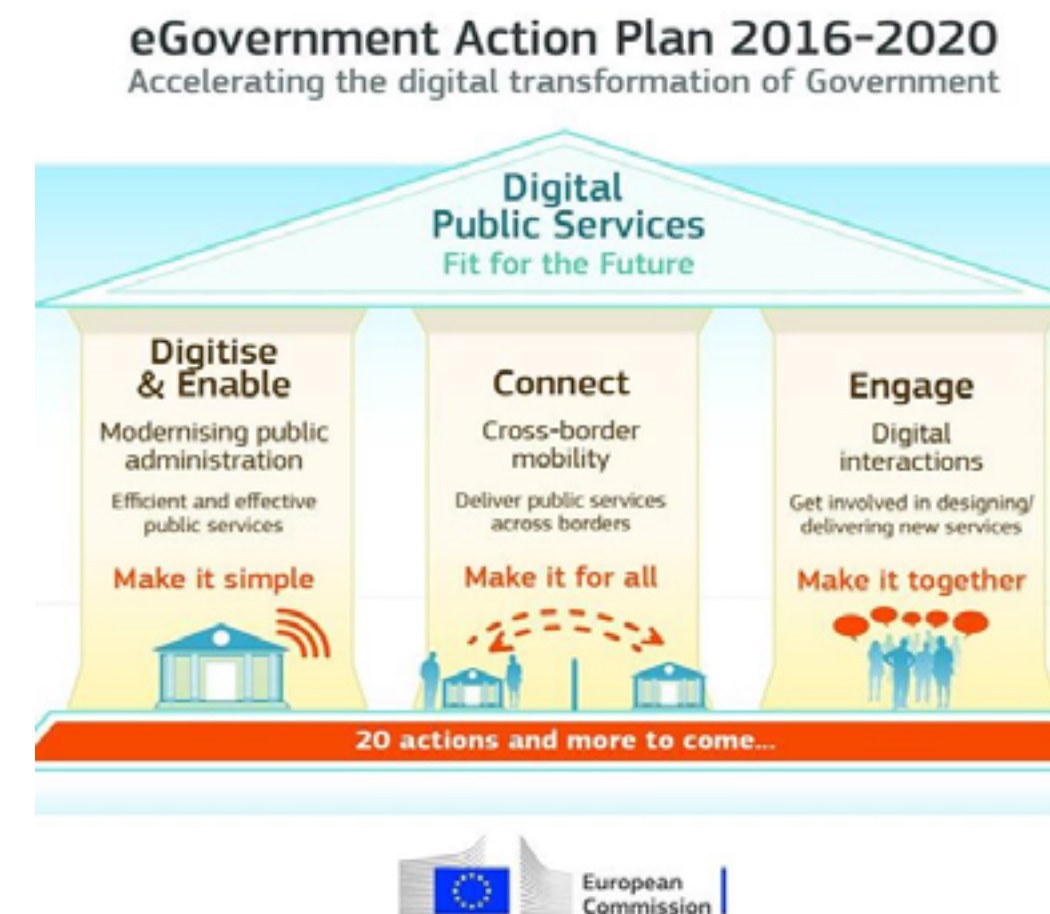 eGovernment Action Plan 2016-2020
Accelerating the digital transformation of Government
Digital
Public Services
Fit for the Future
Digitise
& Enable
Modernising public
administration
Efficient and effective
public services
Make it simple
Connect
Cross-border
mobility
Deliver public services
across borders
Make it for all
Engage
Digital
interactions
Get involved in designing/
delivering new services
Make it together
20 actions and more to come...
European
Commission